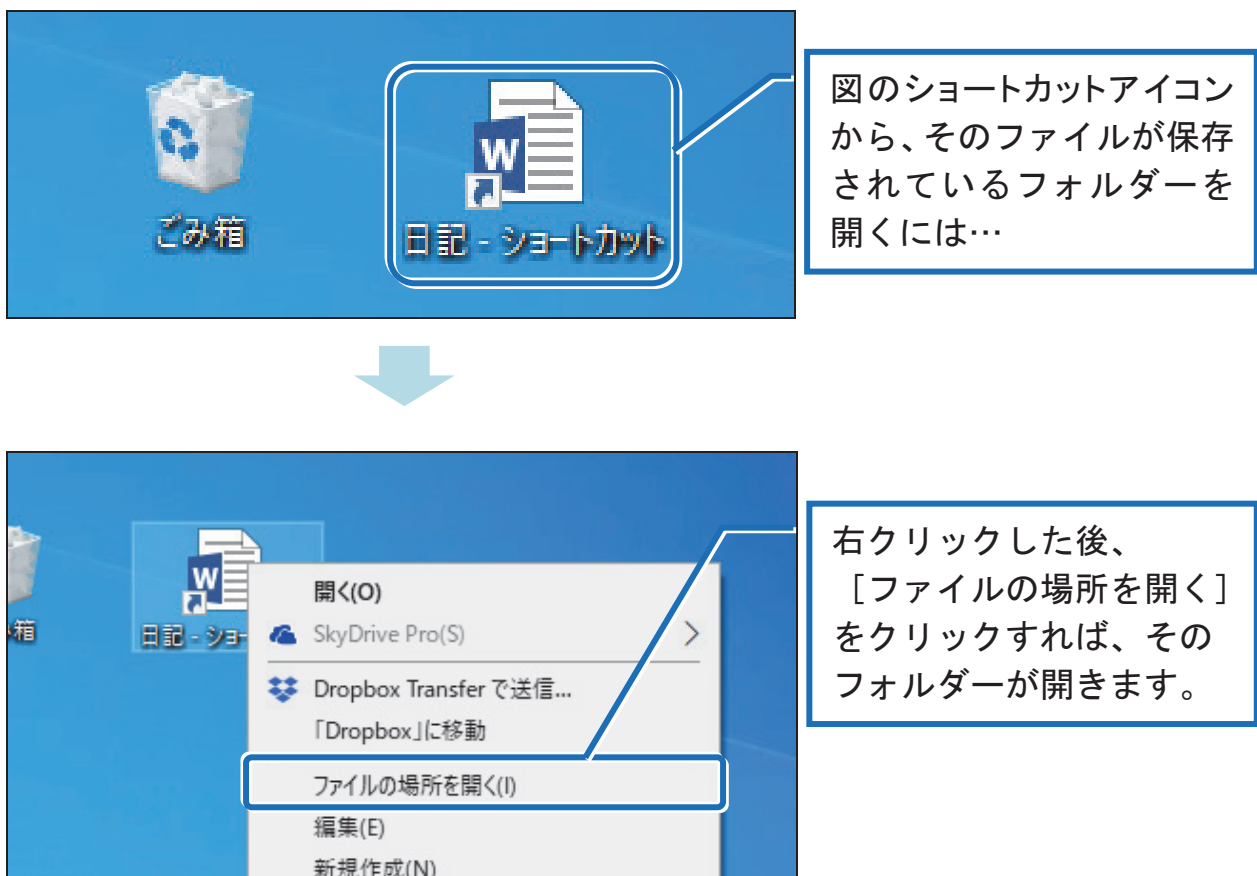 ごみ箱
日記 - ショートカット
図のショートカットアイコン
から、そのファイルが保存
されているフォルダーを
開くには…
W
箱
日記 - ショー
W
開く(O)
SkyDrive Pro(S)
Dropbox Transfer で送信...
「Dropbox」に移動
ファイルの場所を開く(I)
編集(E)
新規作成(N)
右クリックした後、
［ファイルの場所を開く］
をクリックすれば、その
フォルダーが開きます。